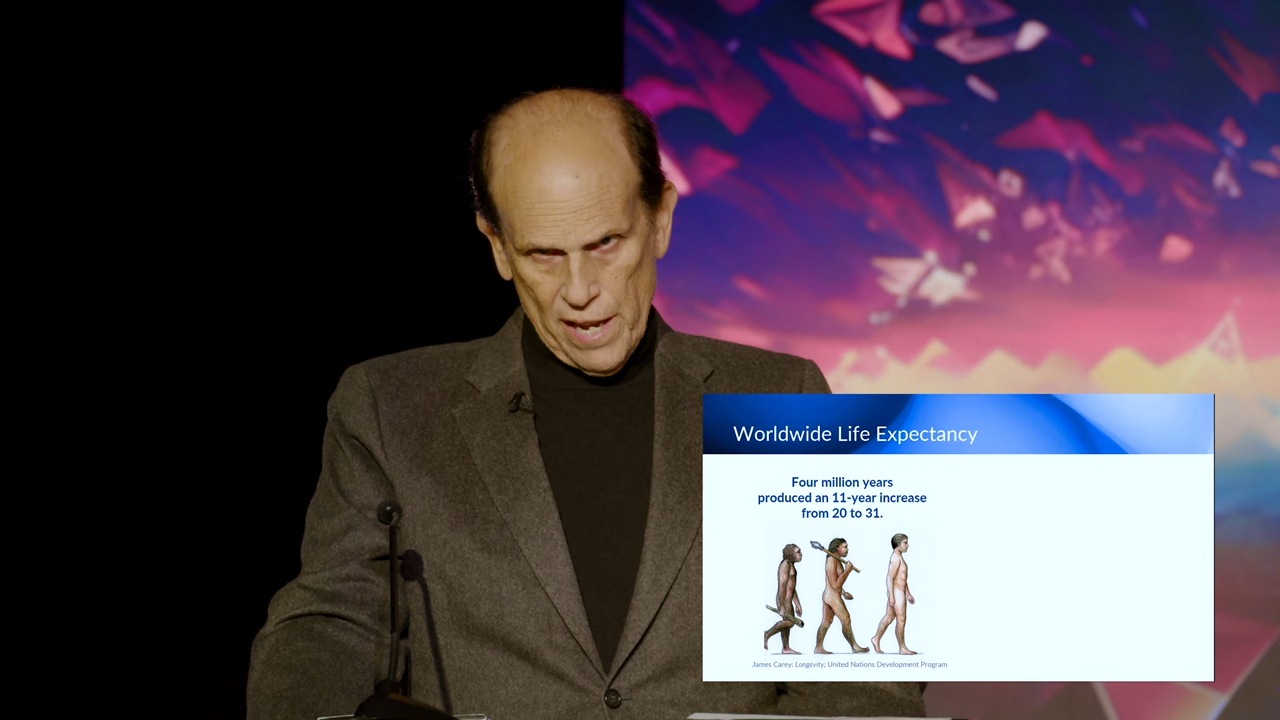 Worldwide Life Expectancy
Four million years
produced an 11-year increase
from 20 to 31.
James Carey: Longevity; United Nations Development Program